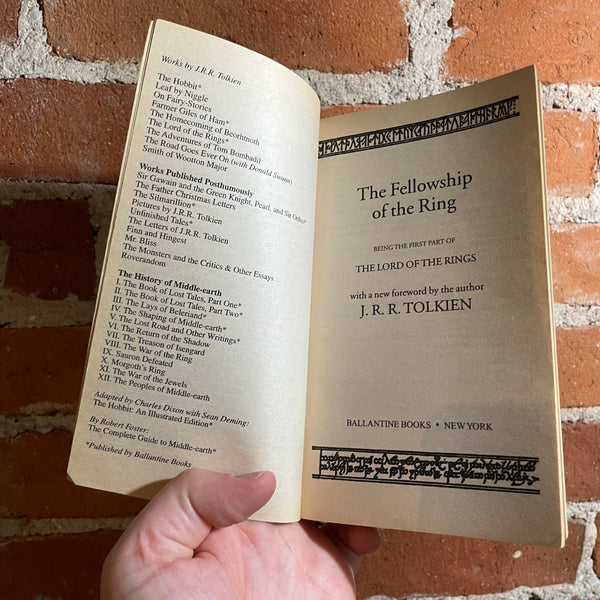 Works by J.R.R. Tolkien
The Hobbit*
Leaf by Niggle
On Fairy-Stories
Farmer Giles of Ham*
The Homecoming of Beorhtnoth
The Lord of the Rings*
The Adventures of Tom Bombadil
The Road Goes Ever On (with Donald Swann)
Smith of Wootton Major
Works Published Posthumously
Sir Gawain and the Green Knight, Pearl, and Sir Orfeo*
The Father Christmas Letters
The Silmarillion*
Pictures by J.R.R. Tolkien
Unfinished Tales*
The Letters of J.R.R. Tolkien
Finn and Hingest
Mr. Bliss
The Monsters and the Critics & Other Essays
Roverandom
The History of Middle-earth
I. The Book of Lost Tales, Part One*
II. The Book of Lost Tales, Part Two*
III. The Lays of Beleriand*
IV. The Shaping of Middle-earth*
V. The Lost Road and Other Writings*
VI. The Return of the Shadow
VII. The Treason of Isengard
VIII. The War of the Ring
IX. Sauron Defeated
X. Morgoth's Ring
XI. The War of the Jewels
XII. The Peoples of Middle-earth
Adapted by Charles Dixon with Sean Deming:
The Hobbit: An Illustrated Edition*
By Robert Foster:
The Complete Guide to Middle-earth*
*Published by Ballantine Books
The Fellowship
of the Ring
BEING THE FIRST PART OF
THE LORD OF THE RINGS
with a new foreword by the author
J. R. R. TOLKIEN
BALLANTINE BOOKS • NEW YORK